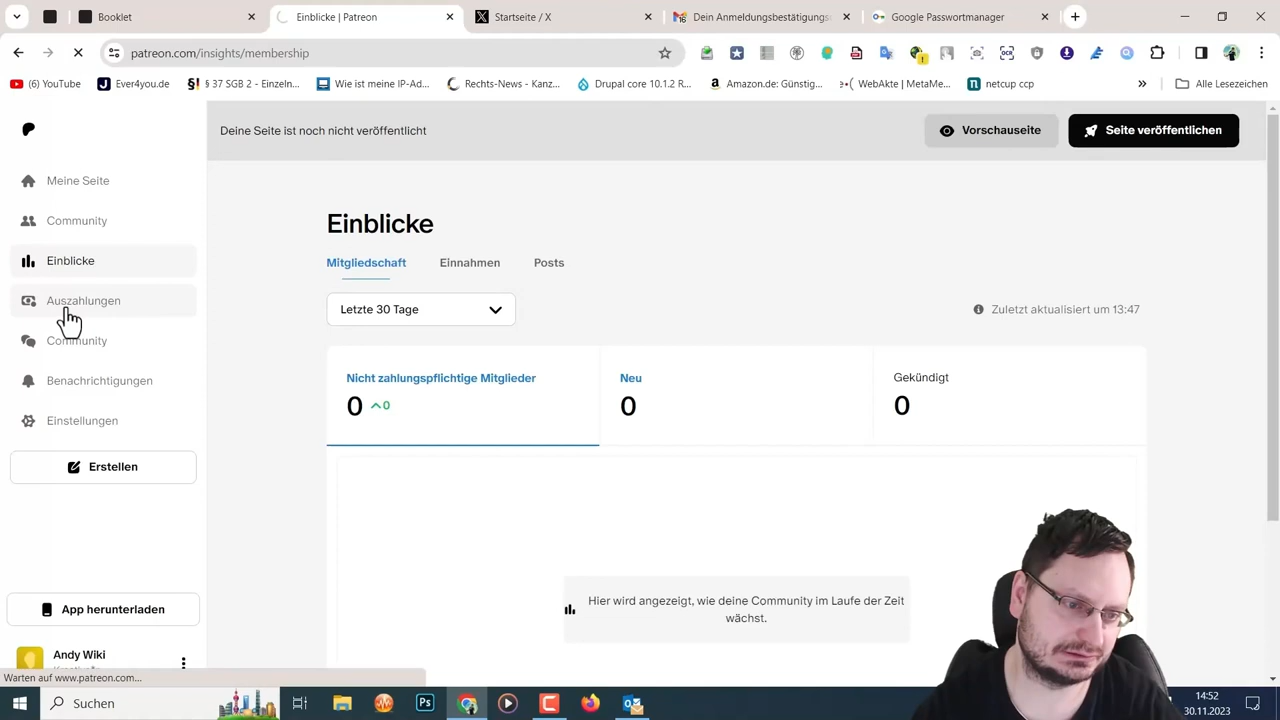 Booklet
Einblicke | Patreon
Startseite / X
Dein Anmeldungsbestätigungs
Google Passwortmanager
patreon.com/insights/membership
(6) YouTube
Ever4you.de
§ 37 SGB 2 - Einzeln...
Wie ist meine IP-Ad...
Rechts-News - Kanz...
Drupal core 10.1.2 R...
Amazon.de: Günstig...
WebAkte | MetaMe...
netcup ccp
Alle Lesezeichen
Deine Seite ist noch nicht veröffentlicht
Vorschauseite
Seite veröffentlichen
Meine Seite
Community
Einblicke
Auszahlungen
Community
Benachrichtigungen
Einstellungen
Erstellen
App herunterladen
Andy Wiki
Einblicke
Mitgliedschaft
Einnahmen
Posts
Letzte 30 Tage
Zuletzt aktualisiert um 13:47
Nicht zahlungspflichtige Mitglieder
0 0
Neu
0
Gekündigt
0
Hier wird angezeigt, wie deine Community im Laufe der Zeit
wächst.
Warten auf www.patreon.com...
Suchen
14:52
30.11.2023